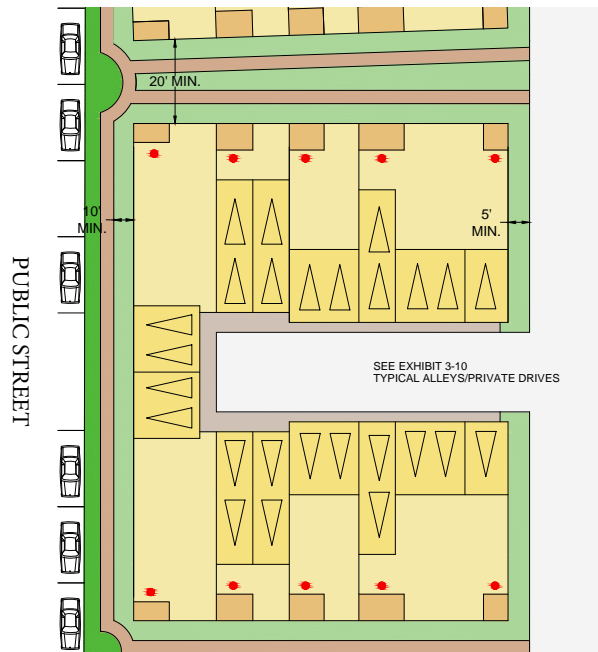 20' MIN.
10'
MIN.
5'
MIN.
PUBLIC STREET
SEE EXHIBIT 3-10
TYPICAL ALLEYS/PRIVATE DRIVES